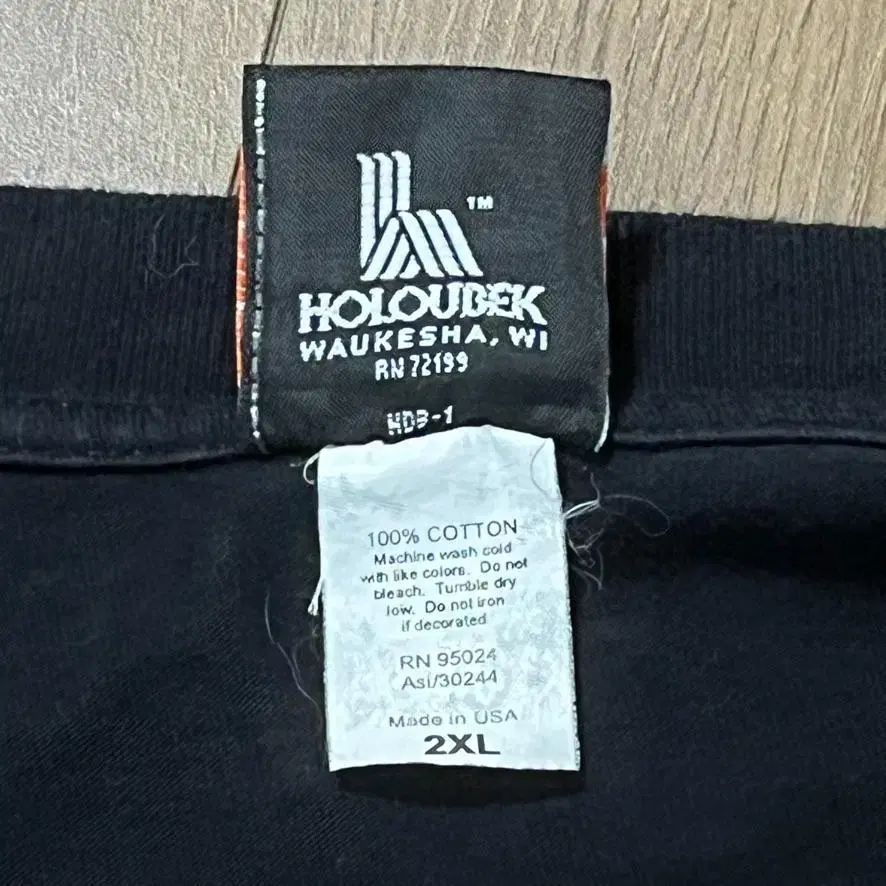 TM
HOLOUBEK
WAUKESHA, WI
RN 72199
HDB-1
100% COTTON
Machine wash cold
with like colors. Do not
bleach. Tumble dry
low. Do not iron
if decorated
RN 95024
Asi/30244
Made in USA
2XL